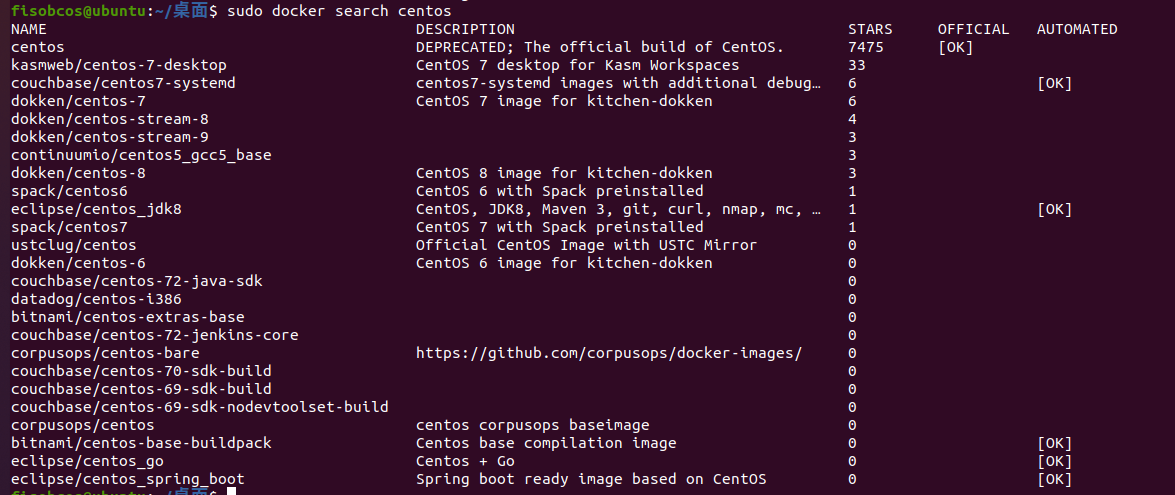 fisobcos@ubuntu:~/桌面$ sudo docker search centos
NAME DESCRIPTION STARS OFFICIAL AUTOMATED
centos DEPRECATED; The official build of CentOS. 7475 [OK]
kasmweb/centos-7-desktop CentOS 7 desktop for Kasm Workspaces 33
couchbase/centos7-systemd centos7-systemd images with additional debug… 6 [OK]
dokken/centos-7 CentOS 7 image for kitchen-dokken 6
dokken/centos-stream-8 4
dokken/centos-stream-9 3
continuumio/centos5_gcc5_base 3
dokken/centos-8 CentOS 8 image for kitchen-dokken 3
spack/centos6 CentOS 6 with Spack preinstalled 1
eclipse/centos_jdk8 CentOS, JDK8, Maven 3, git, curl, nmap, mc, … 1 [OK]
spack/centos7 CentOS 7 with Spack preinstalled 1
ustclug/centos Official CentOS Image with USTC Mirror 0
dokken/centos-6 CentOS 6 image for kitchen-dokken 0
couchbase/centos-72-java-sdk 0
datadog/centos-i386 0
bitnami/centos-extras-base 0
couchbase/centos-72-jenkins-core 0
corpusops/centos-bare https://github.com/corpusops/docker-images/ 0
couchbase/centos-70-sdk-build 0
couchbase/centos-69-sdk-build 0
couchbase/centos-69-sdk-nodevtoolset-build 0
corpusops/centos centos corpusops baseimage 0
bitnami/centos-base-buildpack Centos base compilation image 0 [OK]
eclipse/centos_go Centos + Go 0 [OK]
eclipse/centos_spring_boot Spring boot ready image based on CentOS 0 [OK]
fisobcos@ubuntu:~/桌面$